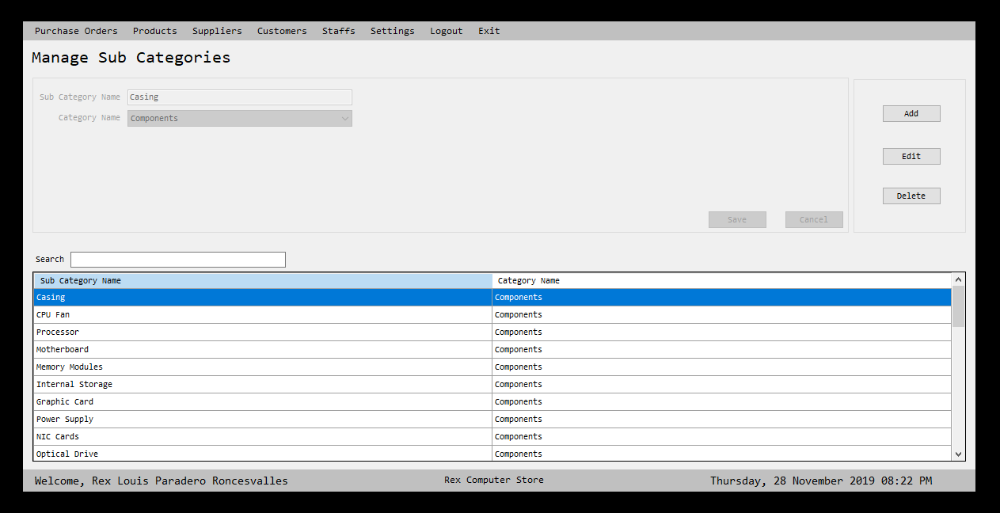 Purchase Orders Products Suppliers Customers Staffs Settings Logout Exit
Manage Sub Categories
Sub Category Name Casing
Category Name Components
Add
Edit
Delete
Save Cancel
Search
Sub Category Name Category Name
Casing Components
CPU Fan Components
Processor Components
Motherboard Components
Memory Modules Components
Internal Storage Components
Graphic Card Components
Power Supply Components
NIC Cards Components
Optical Drive Components
Welcome, Rex Louis Paradero Roncesvalles Rex Computer Store Thursday, 28 November 2019 08:22 PM